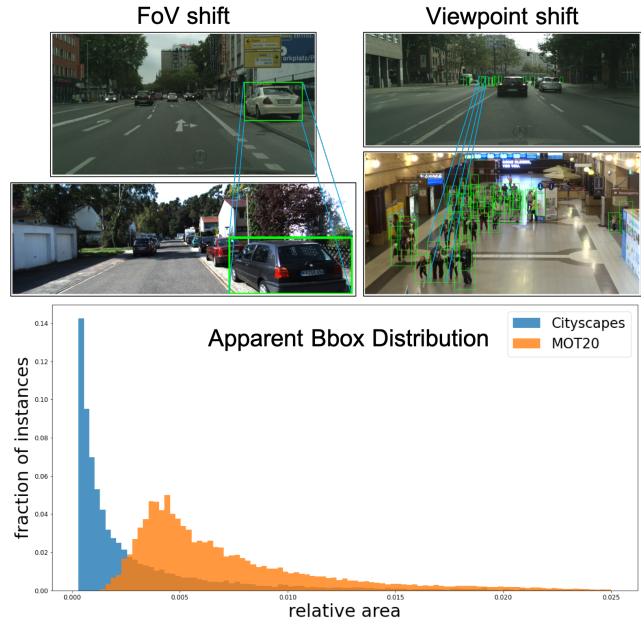 FoV shift
Viewpoint shift
arkplatz/P
Apparent Bbox Distribution
Cityscapes
MOT20
fraction of instances
0.14
0.12
0.10
0.08
0.06
0.04
0.02
0.00
0.000
0.005
0.010
0.015
0.020
0.025
relative area